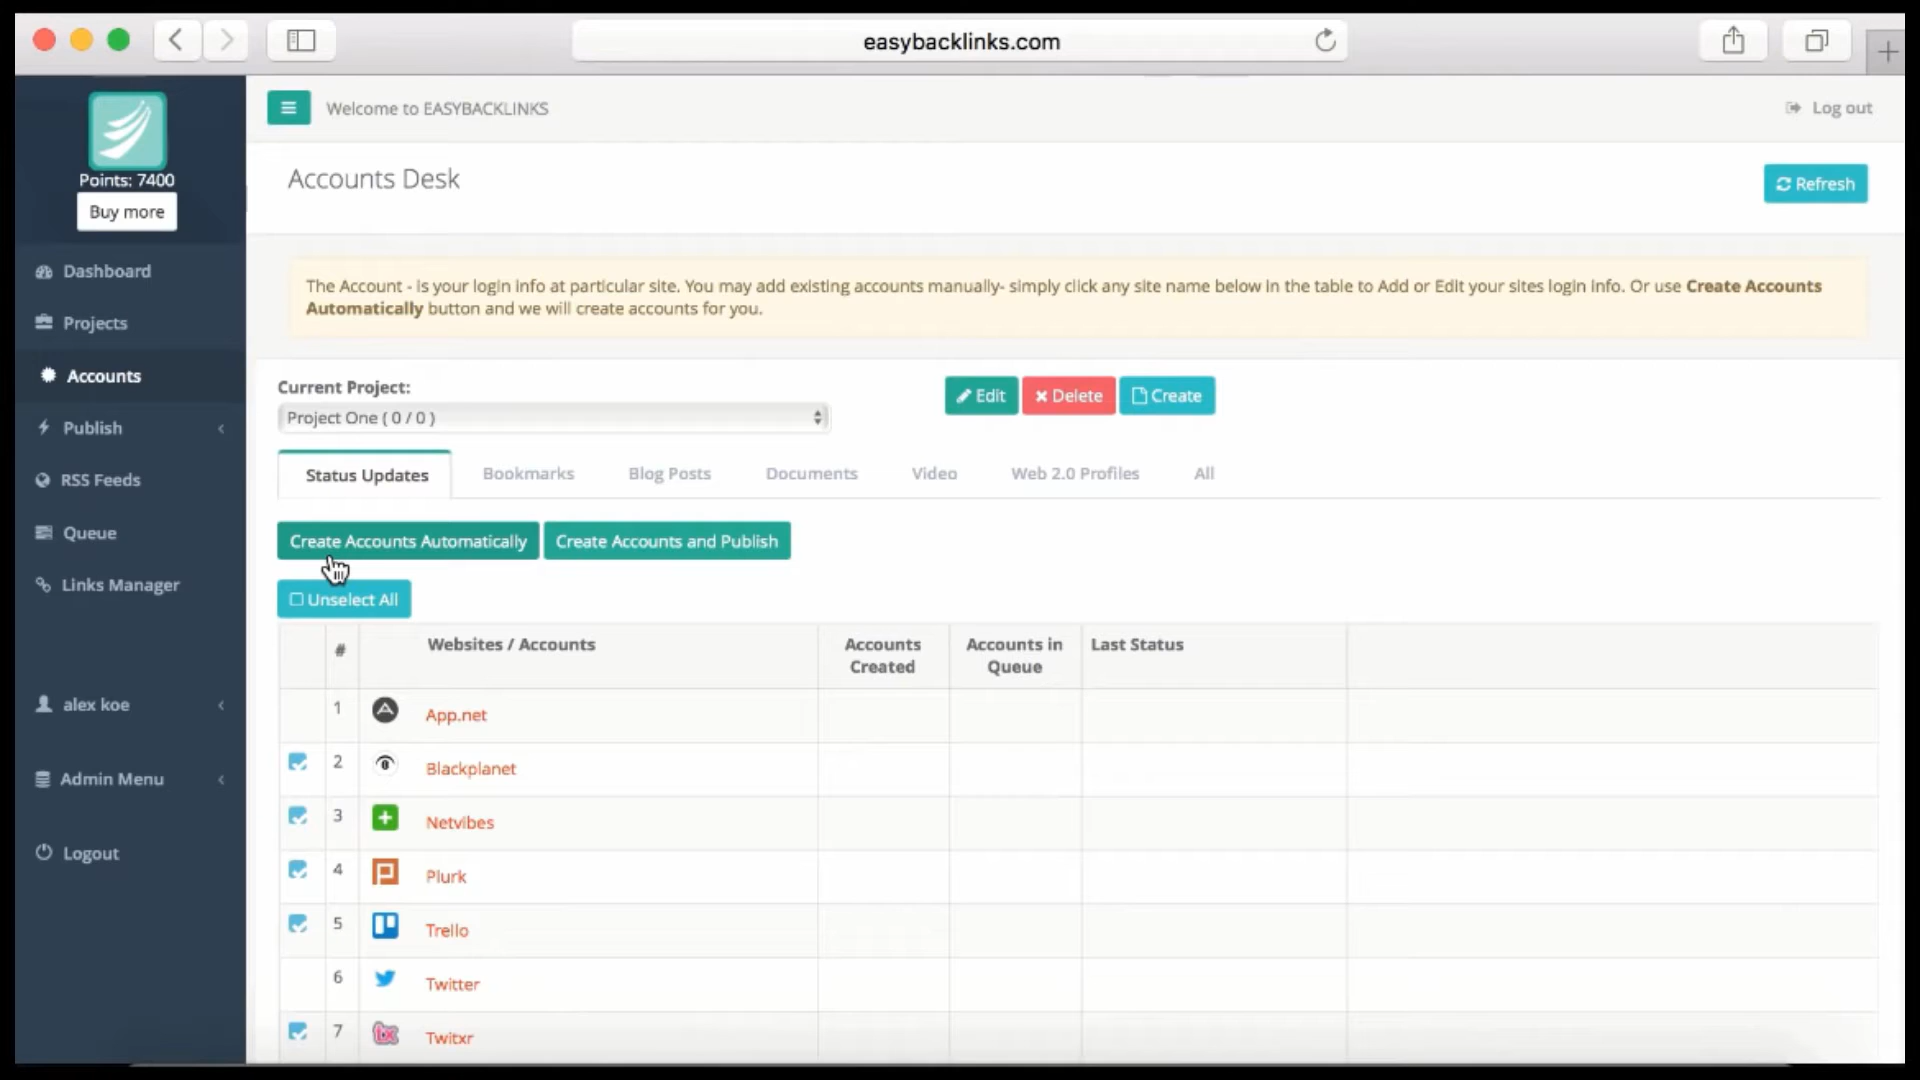 easybacklinks.com
Points: 7400
Buy more
Dashboard
Projects
Accounts
Publish
RSS Feeds
Queue
Links Manager
alex koe
Admin Menu
Logout
Welcome to EASYBACKLINKS
Log out
Accounts Desk
Refresh
The Account - is your login info at particular site. You may add existing accounts manually- simply click any site name below in the table to Add or Edit your sites login info. Or use Create Accounts
Automatically button and we will create accounts for you.
Current Project:
Project One ( 0 / 0 )
Edit
Delete
Create
Status Updates
Bookmarks
Blog Posts
Documents
Video
Web 2.0 Profiles
All
Create Accounts Automatically
Create Accounts and Publish
Unselect All
# Websites / Accounts Accounts Created Accounts in Queue Last Status
1 App.net
2 Blackplanet
3 Netvibes
4 Plurk
5 Trello
6 Twitter
7 tx Twitxr